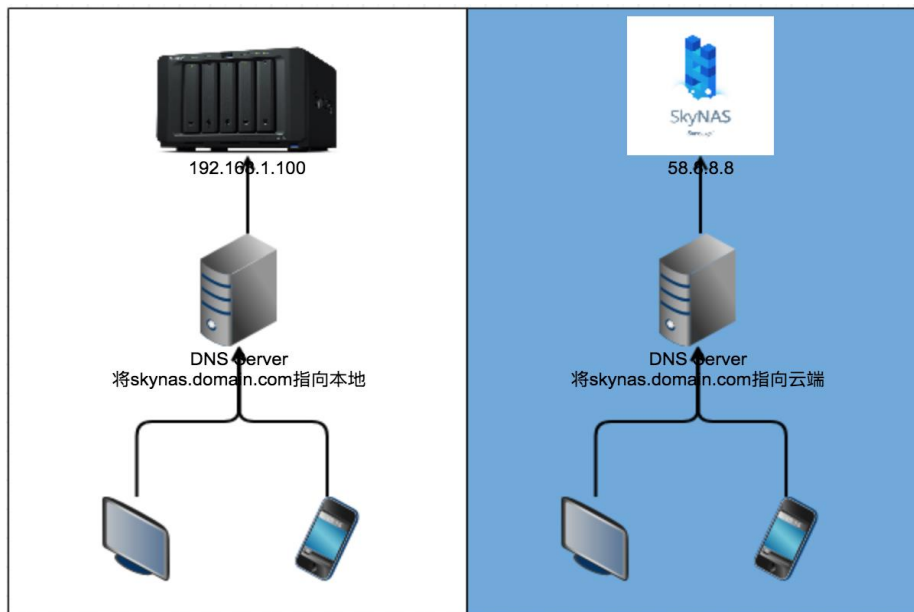 192.168.1.100
DNS Server
将skynas.domain.com指向本地
SkyNAS
Synology
58.8.8.8
DNS Server
将skynas.domain.com指向云端